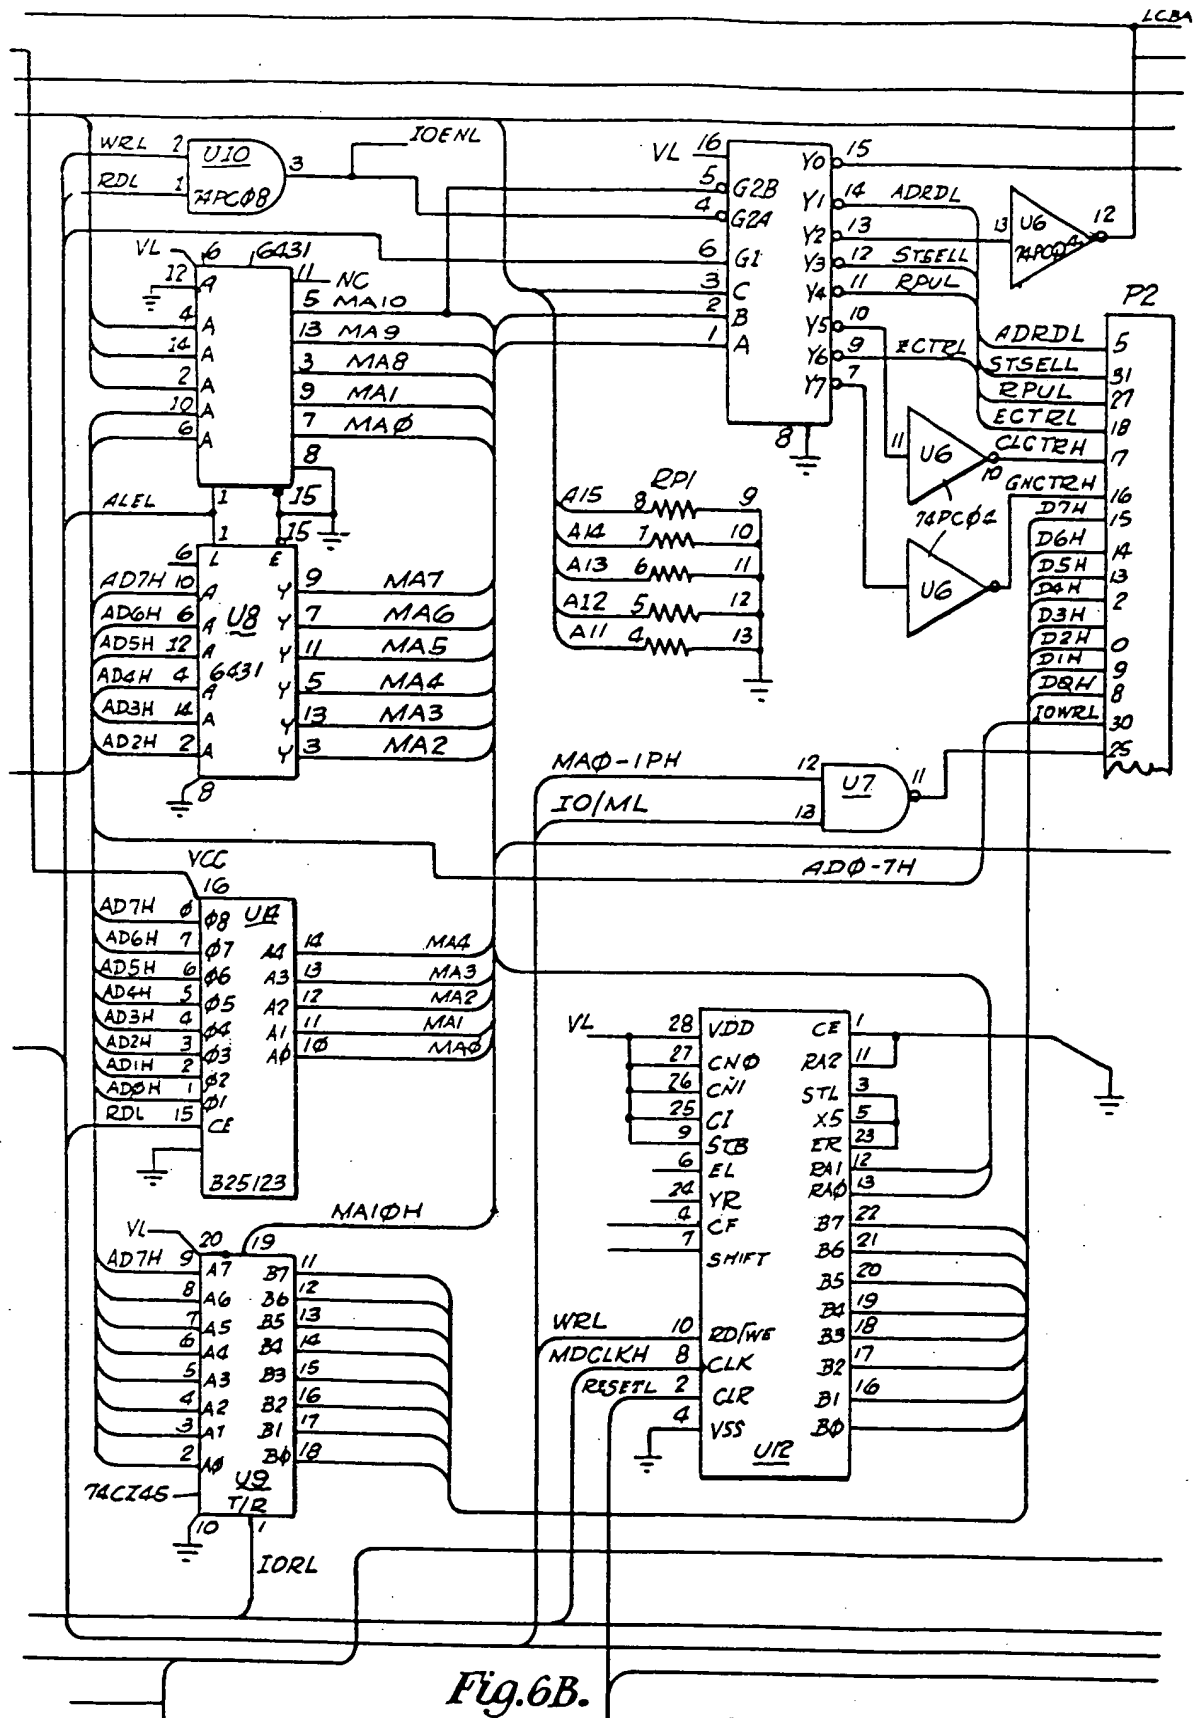 LCBA
WRL 2 U10 3 IOENL
RDL 1 74PCØ8
VL 16 Y0 15
5 G2B Y1 14 ADRDL
4 G2A Y2 13 13 U6 12
74PCØ4
6 G1 Y3 12 STSELL
3 C Y4 11 RPUL
2 B Y5 10
1 A Y6 9 ECTRL
Y7 7
8
VL 6 6431
12 A 11 NC
4 A 5 MA10
14 A 13 MA9
2 A 3 MA8
10 A 9 MA1
6 A 7 MAØ
8
1 15
ALEL
1 15
6 L E
AD7H 10 A Y 9 MA7
AD6H 6 A U8 Y 7 MA6
AD5H 12 A Y 11 MA5
AD4H 4 A 6431 Y 5 MA4
AD3H 14 A Y 13 MA3
AD2H 2 A Y 3 MA2
8
RP1
A15 8 9
A14 7 10
A13 6 11
A12 5 12
A11 4 13
P2
ADRDL 5
STSELL 31
RPUL 27
ECTRL 18
11 U6 10 CLCTRH 7
GNCTRH 16
74PC04
U6
D7H 15
D6H 14
D5H 13
D4H 2
D3H
D2H 0
D1H 9
DØH 8
IOWRL 30
25
MAØ-1PH 12 U7 11
IO/ML 13
ADØ-7H
VCC
16
U14
AD7H Ø Ø8
AD6H 7 Ø7 A4 14 MA4
AD5H 6 Ø6 A3 13 MA3
AD4H 5 Ø5 A2 12 MA2
AD3H 4 Ø4 A1 11 MA1
AD2H 3 Ø3 AØ 1Ø MAØ
AD1H 2 Ø2
ADØH 1 Ø1
RDL 15 CE
B25123
MA1ØH
VL 20 19
AD7H 9 A7 B7 11
8 A6 B6 12
7 A5 B5 13
6 A4 B4 14
5 A3 B3 15
4 A2 B2 16
3 A1 B1 17
2 AØ BØ 18
U9
74C245 T/R
10 1
IORL
VL 28 VDD CE 1
27 CNØ RA2 11
26 CN1 STL 3
25 CI X5 5
9 STB ER 23
6 EL RA1 12
24 YR RAØ 13
4 CF B7 22
7 SHIFT B6 21
B5 20
B4 19
WRL 10 RD/WE B3 18
MDCLKH 8 CLK B2 17
RESETL 2 CLR B1 16
4 VSS BØ
U12
Fig.6B.